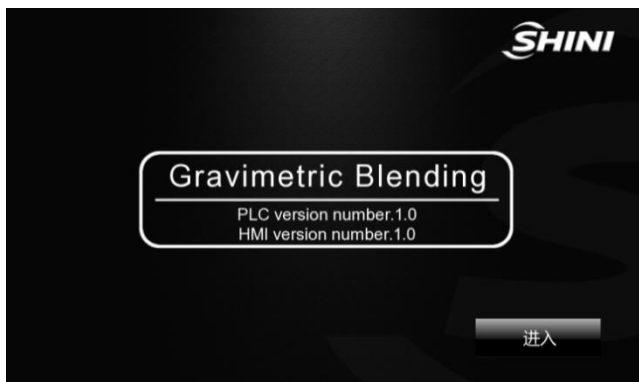 SHINI
Gravimetric Blending
PLC version number.1.0
HMI version number.1.0
进入